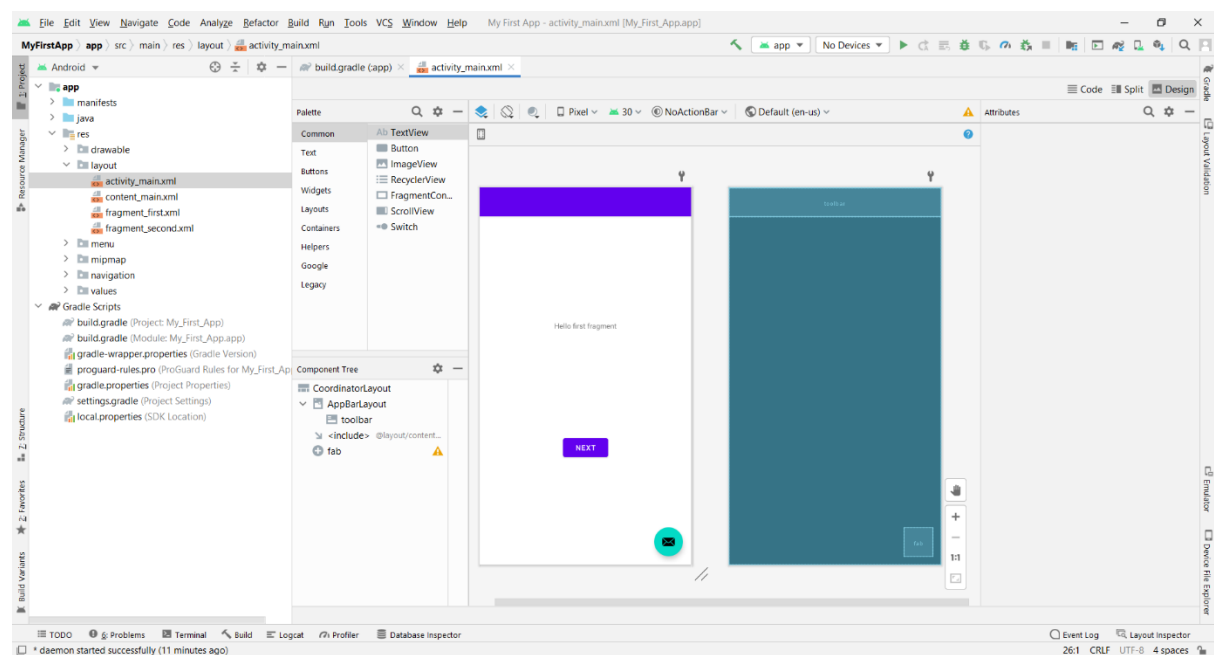 File Edit View Navigate Code Analyze Refactor Build Run Tools VCS Window Help My First App - activity_main.xml [My_First_App.app]
MyFirstApp app src main res layout activity_main.xml app No Devices
Android build.gradle (:app) activity_main.xml
1: Project
Resource Manager
Z: Structure
2: Favorites
Build Variants
app
manifests
java
res
drawable
layout
activity_main.xml
content_main.xml
fragment_first.xml
fragment_second.xml
menu
mipmap
navigation
values
Gradle Scripts
build.gradle (Project: My_First_App)
build.gradle (Module: My_First_App.app)
gradle-wrapper.properties (Gradle Version)
proguard-rules.pro (ProGuard Rules for My_First_Ap
gradle.properties (Project Properties)
settings.gradle (Project Settings)
local.properties (SDK Location)
Code Split Design
Palette
Common
Text
Buttons
Widgets
Layouts
Containers
Helpers
Google
Legacy
Ab TextView
Button
ImageView
RecyclerView
FragmentCon...
ScrollView
Switch
Component Tree
CoordinatorLayout
AppBarLayout
toolbar
<include> @layout/content...
fab
Pixel 30 NoActionBar Default (en-us)
Hello first fragment
NEXT
toolbar
fab
1:1
Attributes
Gradle
Layout Validation
Emulator
Device File Explorer
TODO 6: Problems Terminal Build Logcat Profiler Database Inspector Event Log Layout Inspector
* daemon started successfully (11 minutes ago) 26:1 CRLF UTF-8 4 spaces